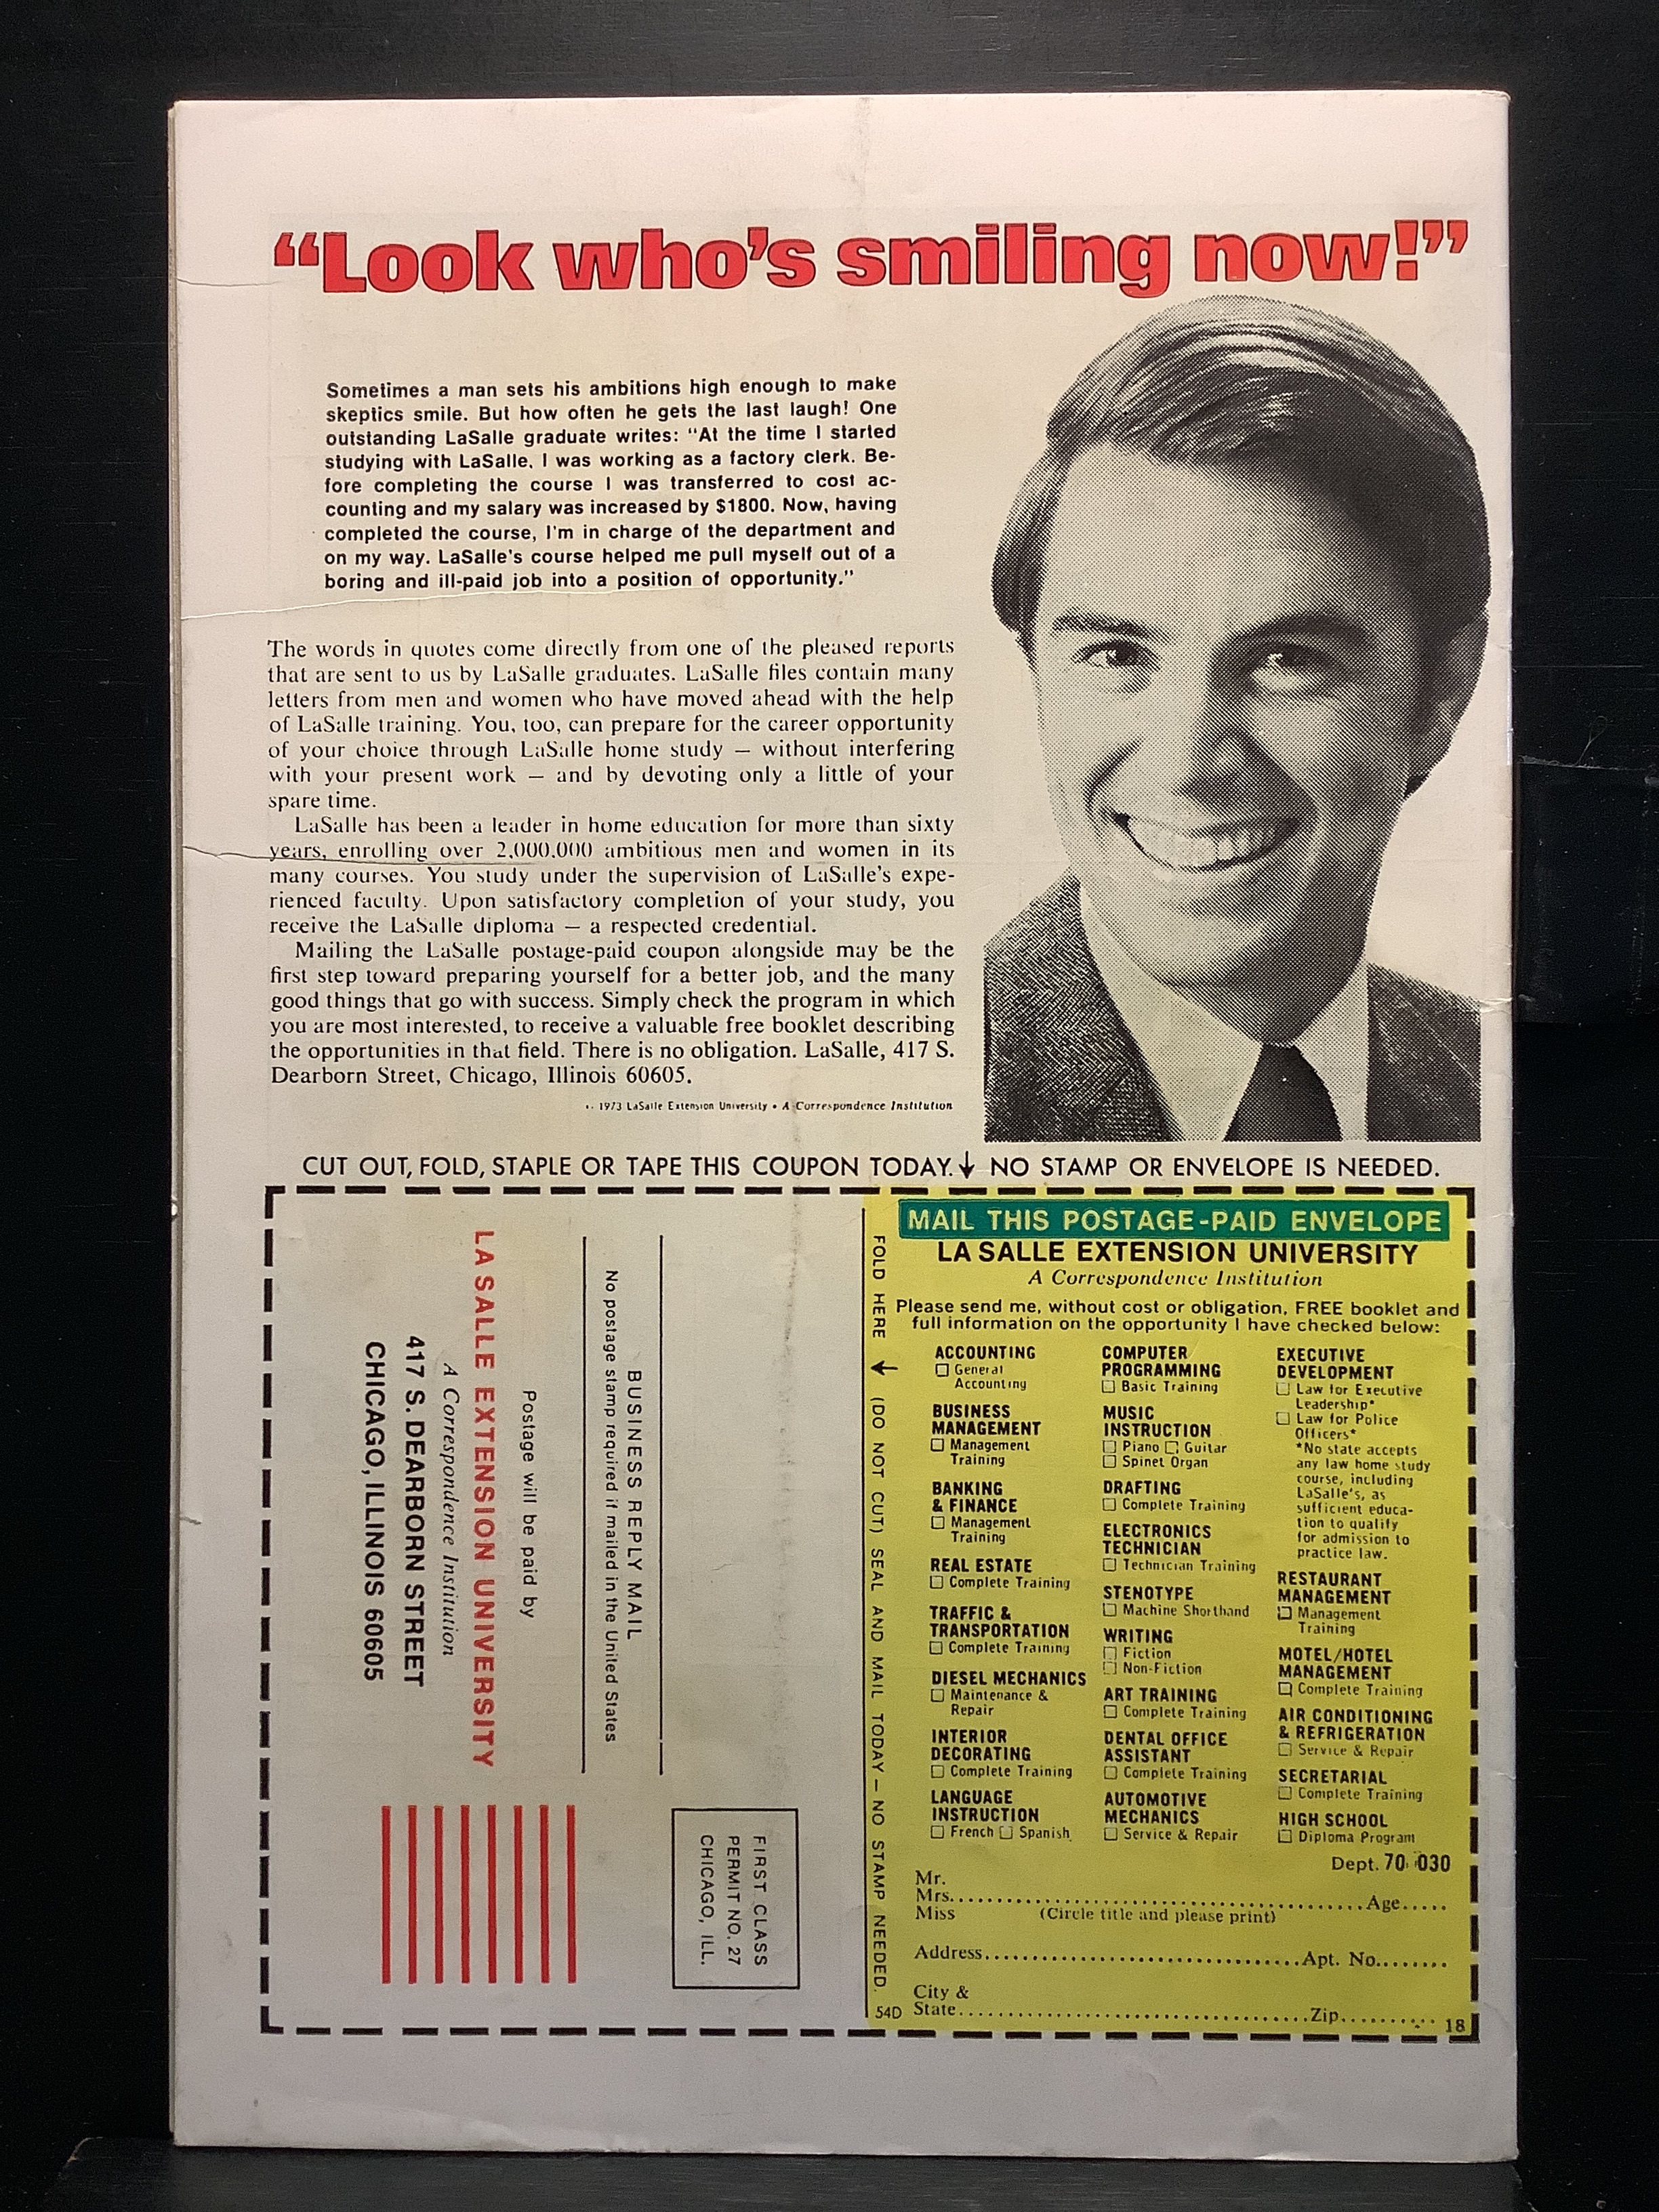 “Look who’s smiling now!”
Sometimes a man sets his ambitions high enough to make
skeptics smile. But how often he gets the last laugh! One
outstanding LaSalle graduate writes: “At the time I started
studying with LaSalle, I was working as a factory clerk. Be-
fore completing the course I was transferred to cost ac-
counting and my salary was increased by $1800. Now, having
completed the course, I’m in charge of the department and
on my way. LaSalle’s course helped me pull myself out of a
boring and ill-paid job into a position of opportunity.”
The words in quotes come directly from one of the pleased reports
that are sent to us by LaSalle graduates. LaSalle files contain many
letters from men and women who have moved ahead with the help
of LaSalle training. You, too, can prepare for the career opportunity
of your choice through LaSalle home study — without interfering
with your present work — and by devoting only a little of your
spare time.
LaSalle has been a leader in home education for more than sixty
years, enrolling over 2,000,000 ambitious men and women in its
many courses. You study under the supervision of LaSalle’s expe-
rienced faculty. Upon satisfactory completion of your study, you
receive the LaSalle diploma — a respected credential.
Mailing the LaSalle postage-paid coupon alongside may be the
first step toward preparing yourself for a better job, and the many
good things that go with success. Simply check the program in which
you are most interested, to receive a valuable free booklet describing
the opportunities in that field. There is no obligation. LaSalle, 417 S.
Dearborn Street, Chicago, Illinois 60605.
1973 LaSalle Extension University • A Correspondence Institution
CUT OUT, FOLD, STAPLE OR TAPE THIS COUPON TODAY. ↓ NO STAMP OR ENVELOPE IS NEEDED.
FIRST CLASS
PERMIT NO. 27
CHICAGO, ILL.
BUSINESS REPLY MAIL
No postage stamp required if mailed in the United States
Postage will be paid by
LA SALLE EXTENSION UNIVERSITY
A Correspondence Institution
417 S. DEARBORN STREET
CHICAGO, ILLINOIS 60605
FOLD HERE ↓ (DO NOT CUT) SEAL AND MAIL TODAY — NO STAMP NEEDED.
54D
MAIL THIS POSTAGE-PAID ENVELOPE
LA SALLE EXTENSION UNIVERSITY
A Correspondence Institution
Please send me, without cost or obligation, FREE booklet and
full information on the opportunity I have checked below:
ACCOUNTING
☐ General
Accounting
BUSINESS
MANAGEMENT
☐ Management
Training
BANKING
& FINANCE
☐ Management
Training
REAL ESTATE
☐ Complete Training
TRAFFIC &
TRANSPORTATION
☐ Complete Training
DIESEL MECHANICS
☐ Maintenance &
Repair
INTERIOR
DECORATING
☐ Complete Training
LANGUAGE
INSTRUCTION
☐ French ☐ Spanish
COMPUTER
PROGRAMMING
☐ Basic Training
MUSIC
INSTRUCTION
☐ Piano ☐ Guitar
☐ Spinet Organ
DRAFTING
☐ Complete Training
ELECTRONICS
TECHNICIAN
☐ Technician Training
STENOTYPE
☐ Machine Shorthand
WRITING
☐ Fiction
☐ Non-Fiction
ART TRAINING
☐ Complete Training
DENTAL OFFICE
ASSISTANT
☐ Complete Training
AUTOMOTIVE
MECHANICS
☐ Service & Repair
EXECUTIVE
DEVELOPMENT
☐ Law for Executive
Leadership*
☐ Law for Police
Officers*
*No state accepts
any law home study
course, including
LaSalle’s, as
sufficient educa-
tion to qualify
for admission to
practice law.
RESTAURANT
MANAGEMENT
☐ Management
Training
MOTEL/HOTEL
MANAGEMENT
☐ Complete Training
AIR CONDITIONING
& REFRIGERATION
☐ Service & Repair
SECRETARIAL
☐ Complete Training
HIGH SCHOOL
☐ Diploma Program
Dept. 70-030
Mr.
Mrs. Age
Miss (Circle title and please print)
Address Apt. No.
City &
State Zip
18